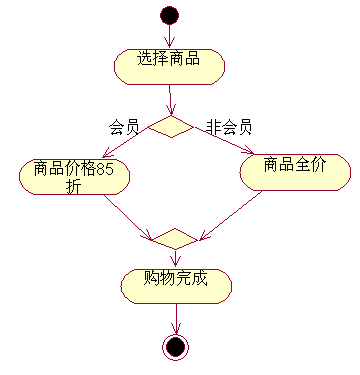 选择商品
会员
非会员
商品价格85
折
商品全价
购物完成